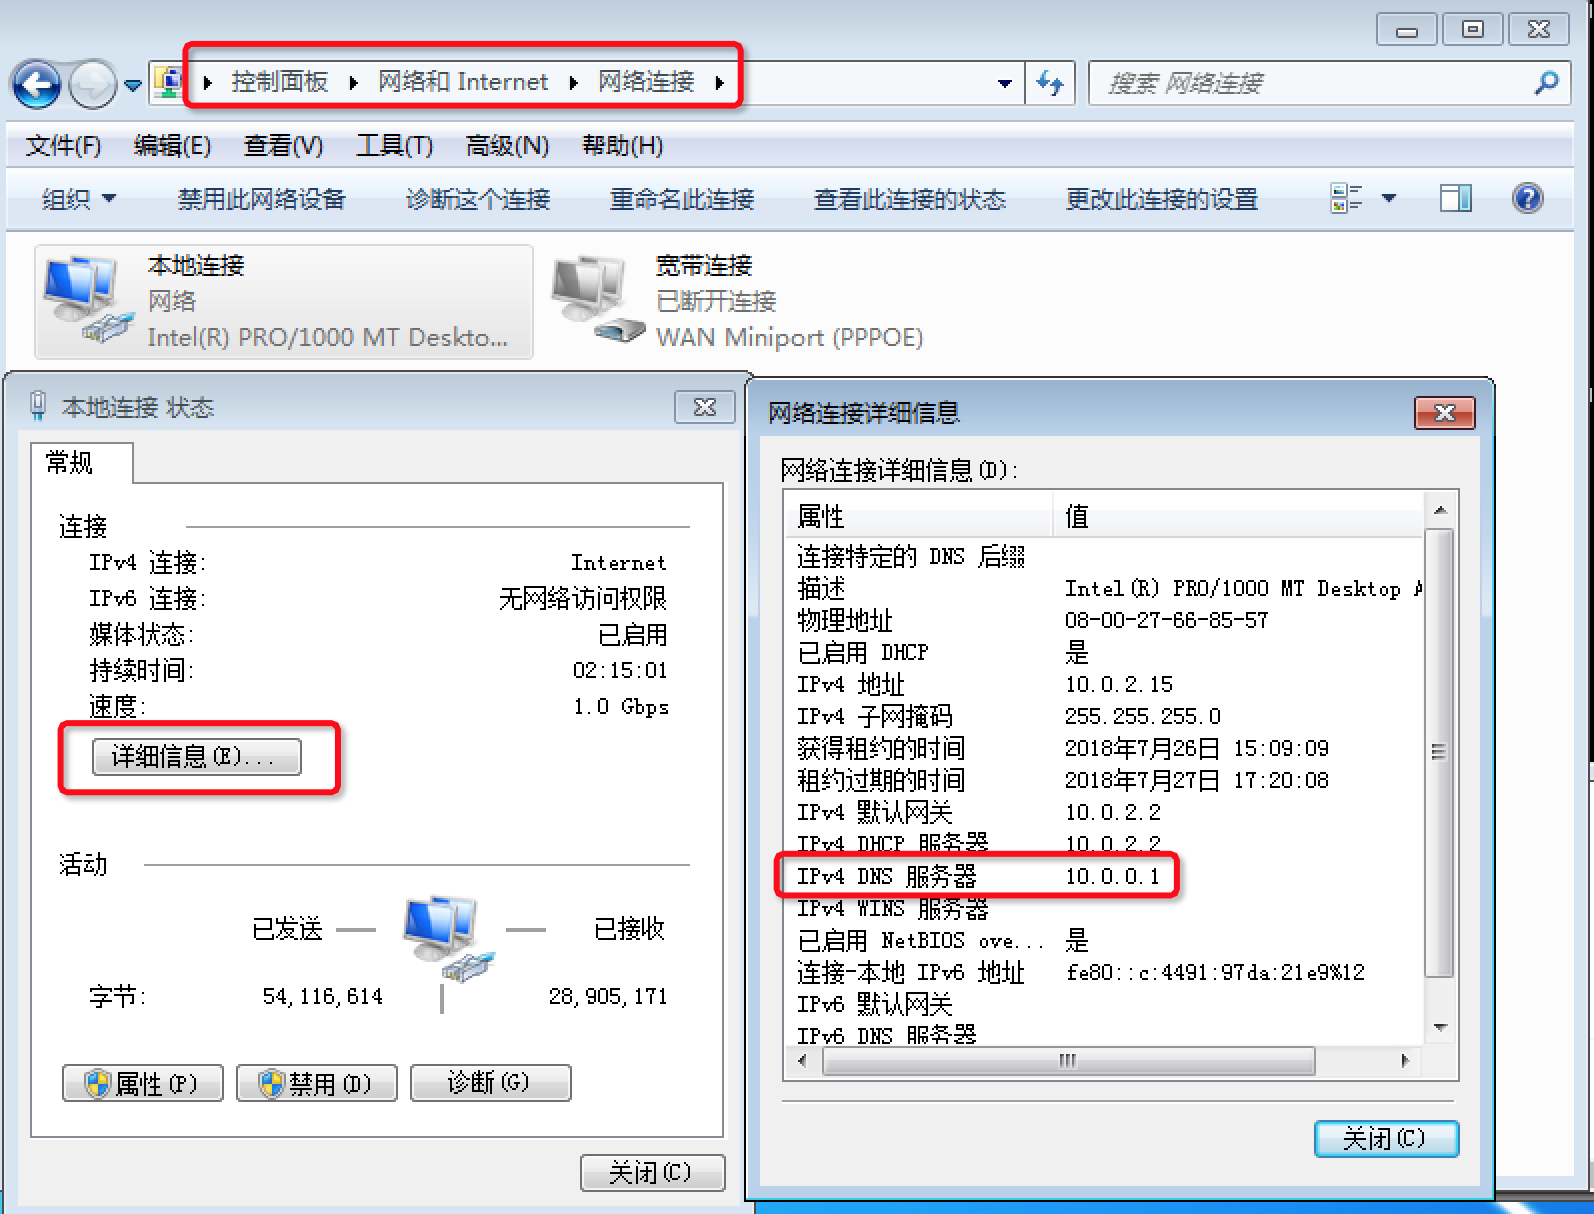 控制面板 网络和 Internet 网络连接
搜索 网络连接
文件(F) 编辑(E) 查看(V) 工具(T) 高级(N) 帮助(H)
组织 禁用此网络设备 诊断这个连接 重命名此连接 查看此连接的状态 更改此连接的设置
本地连接
网络
Intel(R) PRO/1000 MT Deskto...
宽带连接
已断开连接
WAN Miniport (PPPOE)
本地连接 状态
常规
连接
IPv4 连接: Internet
IPv6 连接: 无网络访问权限
媒体状态: 已启用
持续时间: 02:15:01
速度: 1.0 Gbps
详细信息(E)...
活动
已发送 已接收
字节: 54,116,614 28,905,171
属性(P) 禁用(D) 诊断(G)
关闭(C)
网络连接详细信息
网络连接详细信息(D):
属性 值
连接特定的 DNS 后缀
描述 Intel(R) PRO/1000 MT Desktop A
物理地址 08-00-27-66-85-57
已启用 DHCP 是
IPv4 地址 10.0.2.15
IPv4 子网掩码 255.255.255.0
获得租约的时间 2018年7月26日 15:09:09
租约过期的时间 2018年7月27日 17:20:08
IPv4 默认网关 10.0.2.2
IPv4 DHCP 服务器 10.0.2.2
IPv4 DNS 服务器 10.0.0.1
IPv4 WINS 服务器
已启用 NetBIOS ove... 是
连接-本地 IPv6 地址 fe80::c:4491:97da:21e9%12
IPv6 默认网关
IPv6 DNS 服务器
关闭(C)